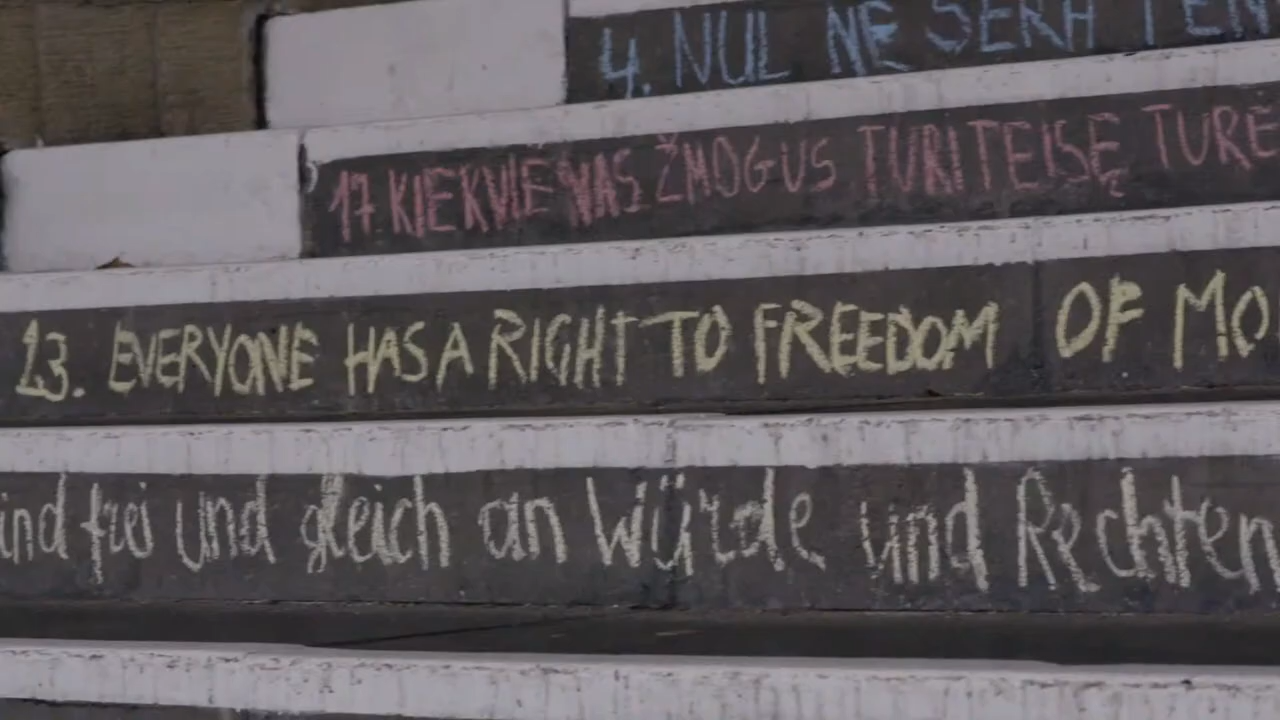 4. NUL NE SERA TEN
17. KIEKVIENAS ŽMOGUS TURI TEISĘ TURĖ
13. EVERYONE HAS A RIGHT TO FREEDOM OF MO
ind frei und gleich an Würde und Rechten